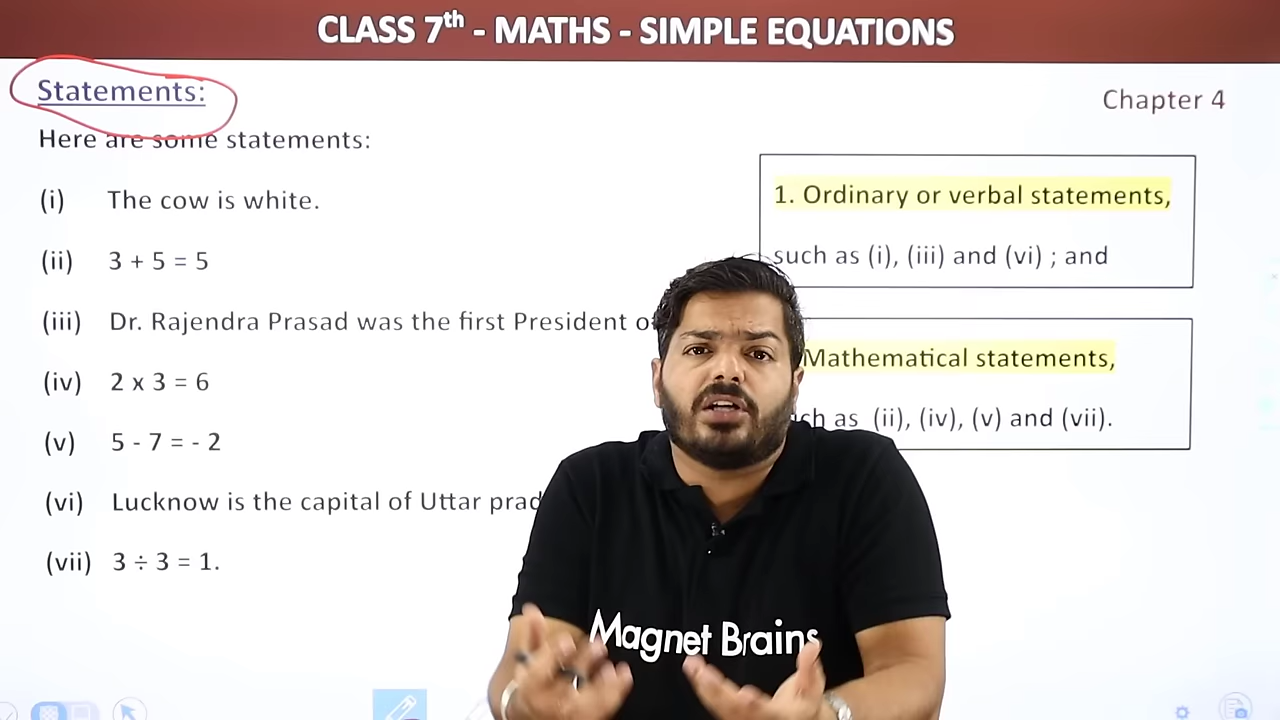 CLASS 7th - MATHS - SIMPLE EQUATIONS
Statements:
Chapter 4
Here are some statements:
(i) The cow is white.
(ii) 3 + 5 = 5
(iii) Dr. Rajendra Prasad was the first President
(iv) 2 x 3 = 6
(v) 5 - 7 = - 2
(vi) Lucknow is the capital of Uttar
(vii) 3 ÷ 3 = 1.
1. Ordinary or verbal statements,
such as (i), (iii) and (vi) ; and
Mathematical statements,
as (ii), (iv), (v) and (vii).
Magnet Brains